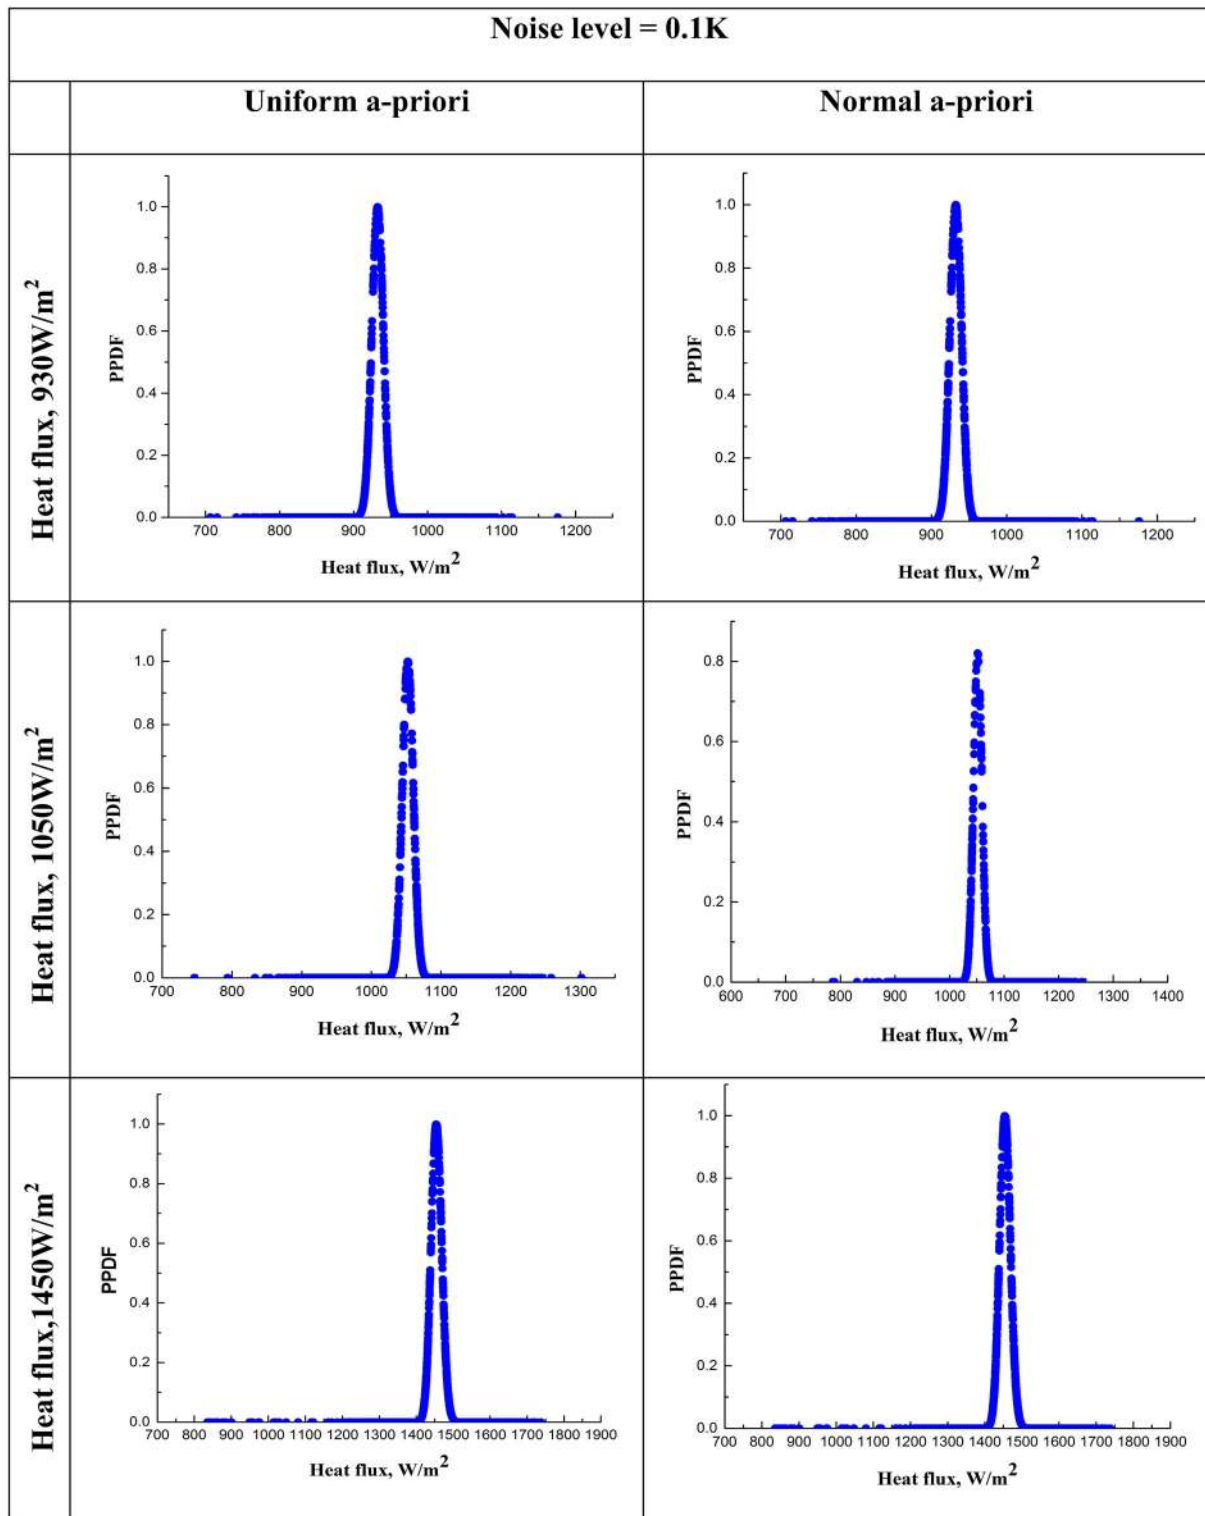 Noise level = 0.1K
Uniform a-priori
Normal a-priori
Heat flux, 930W/m²
PPDF
1.0
0.8
0.6
0.4
0.2
0.0
700 800 900 1000 1100 1200
Heat flux, W/m²
PPDF
1.0
0.8
0.6
0.4
0.2
0.0
700 800 900 1000 1100 1200
Heat flux, W/m²
Heat flux, 1050W/m²
PPDF
1.0
0.8
0.6
0.4
0.2
0.0
700 800 900 1000 1100 1200 1300
Heat flux, W/m²
PPDF
0.8
0.6
0.4
0.2
0.0
600 700 800 900 1000 1100 1200 1300 1400
Heat flux, W/m²
Heat flux,1450W/m²
PPDF
1.0
0.8
0.6
0.4
0.2
0.0
700 800 900 1000 1100 1200 1300 1400 1500 1600 1700 1800 1900
Heat flux, W/m²
PPDF
1.0
0.8
0.6
0.4
0.2
0.0
700 800 900 1000 1100 1200 1300 1400 1500 1600 1700 1800 1900
Heat flux, W/m²